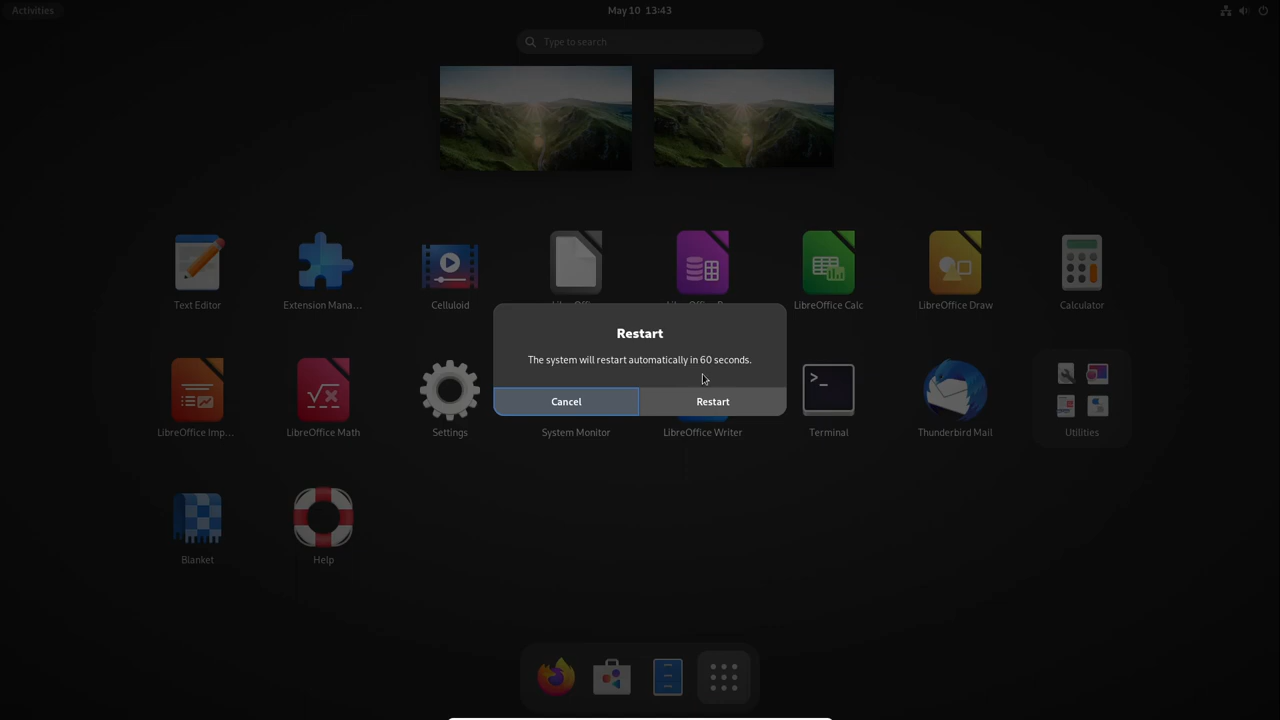 Activities
May 10 13:43
Type to search
Text Editor
Extension Mana...
Celluloid
LibreOffice Calc
LibreOffice Draw
Calculator
Restart
The system will restart automatically in 60 seconds.
Cancel
Restart
LibreOffice Imp...
LibreOffice Math
Settings
System Monitor
LibreOffice Writer
Terminal
Thunderbird Mail
Utilities
Blanket
Help